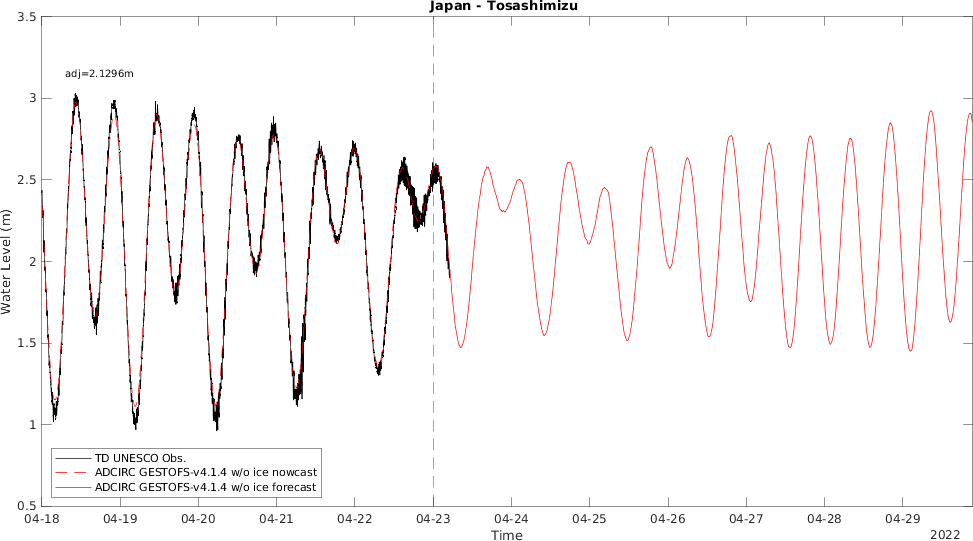 Japan - Tosashimizu
3.5
adj=2.1296m
3
2.5
2
1.5
1
0.5
Water Level (m)
TD UNESCO Obs.
ADCIRC GESTOFS-v4.1.4 w/o ice nowcast
ADCIRC GESTOFS-v4.1.4 w/o ice forecast
04-18 04-19 04-20 04-21 04-22 04-23 04-24 04-25 04-26 04-27 04-28 04-29
Time
2022